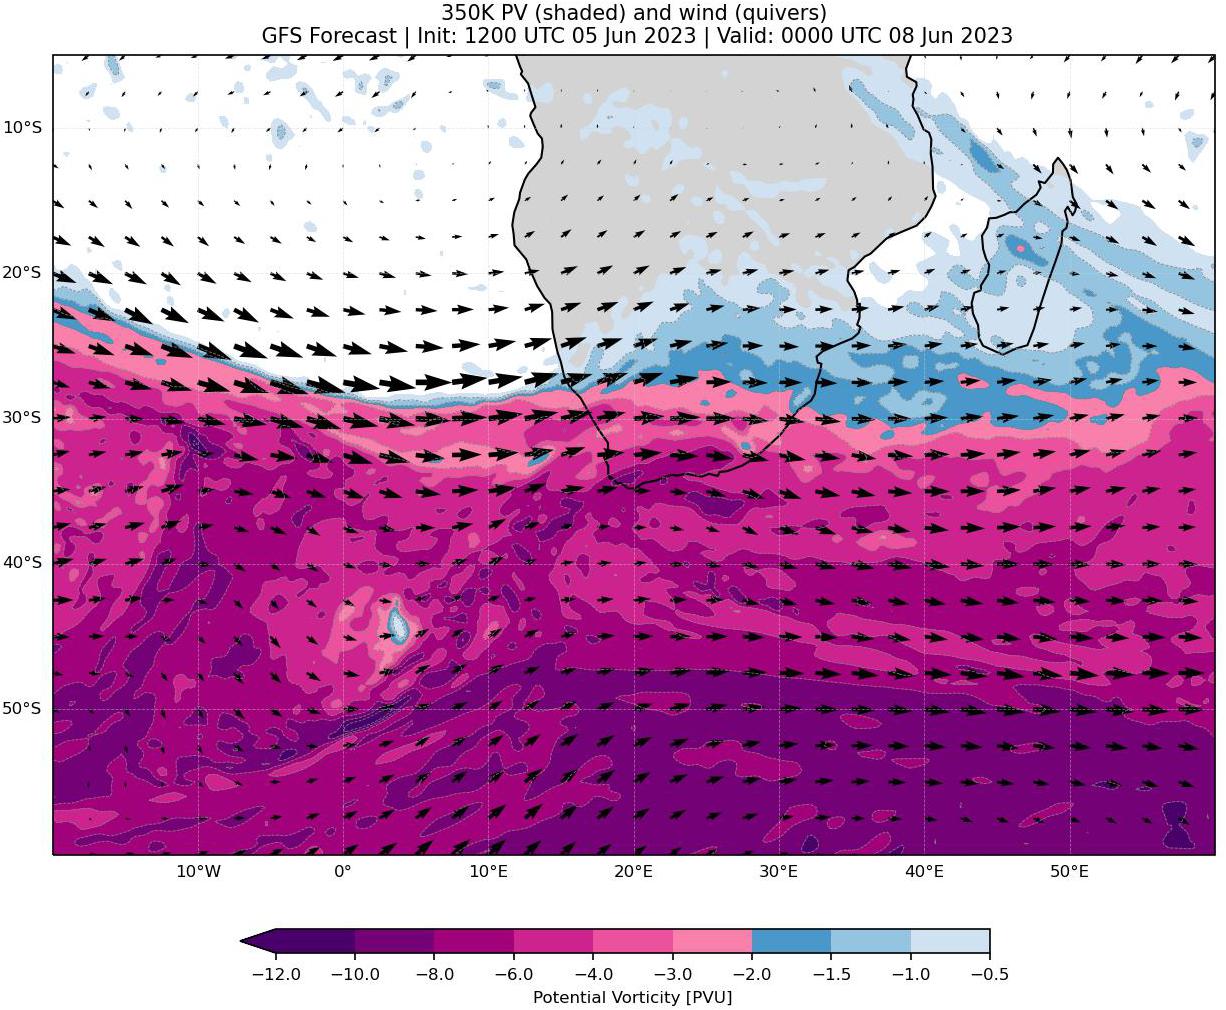 350K PV (shaded) and wind (quivers)
GFS Forecast | Init: 1200 UTC 05 Jun 2023 | Valid: 0000 UTC 08 Jun 2023
10°S
20°S
30°S
40°S
50°S
10°W 0° 10°E 20°E 30°E 40°E 50°E
−12.0 −10.0 −8.0 −6.0 −4.0 −3.0 −2.0 −1.5 −1.0 −0.5
Potential Vorticity [PVU]